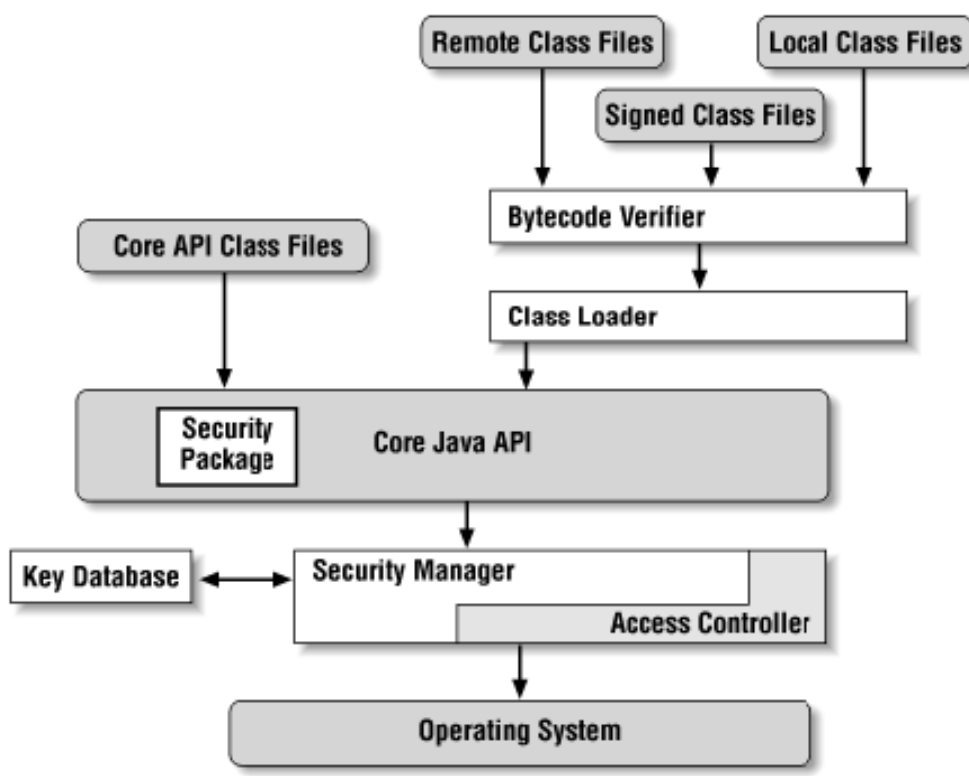 Remote Class Files
Local Class Files
Signed Class Files
Bytecode Verifier
Core API Class Files
Class Loader
Security
Package
Core Java API
Key Database
Security Manager
Access Controller
Operating System